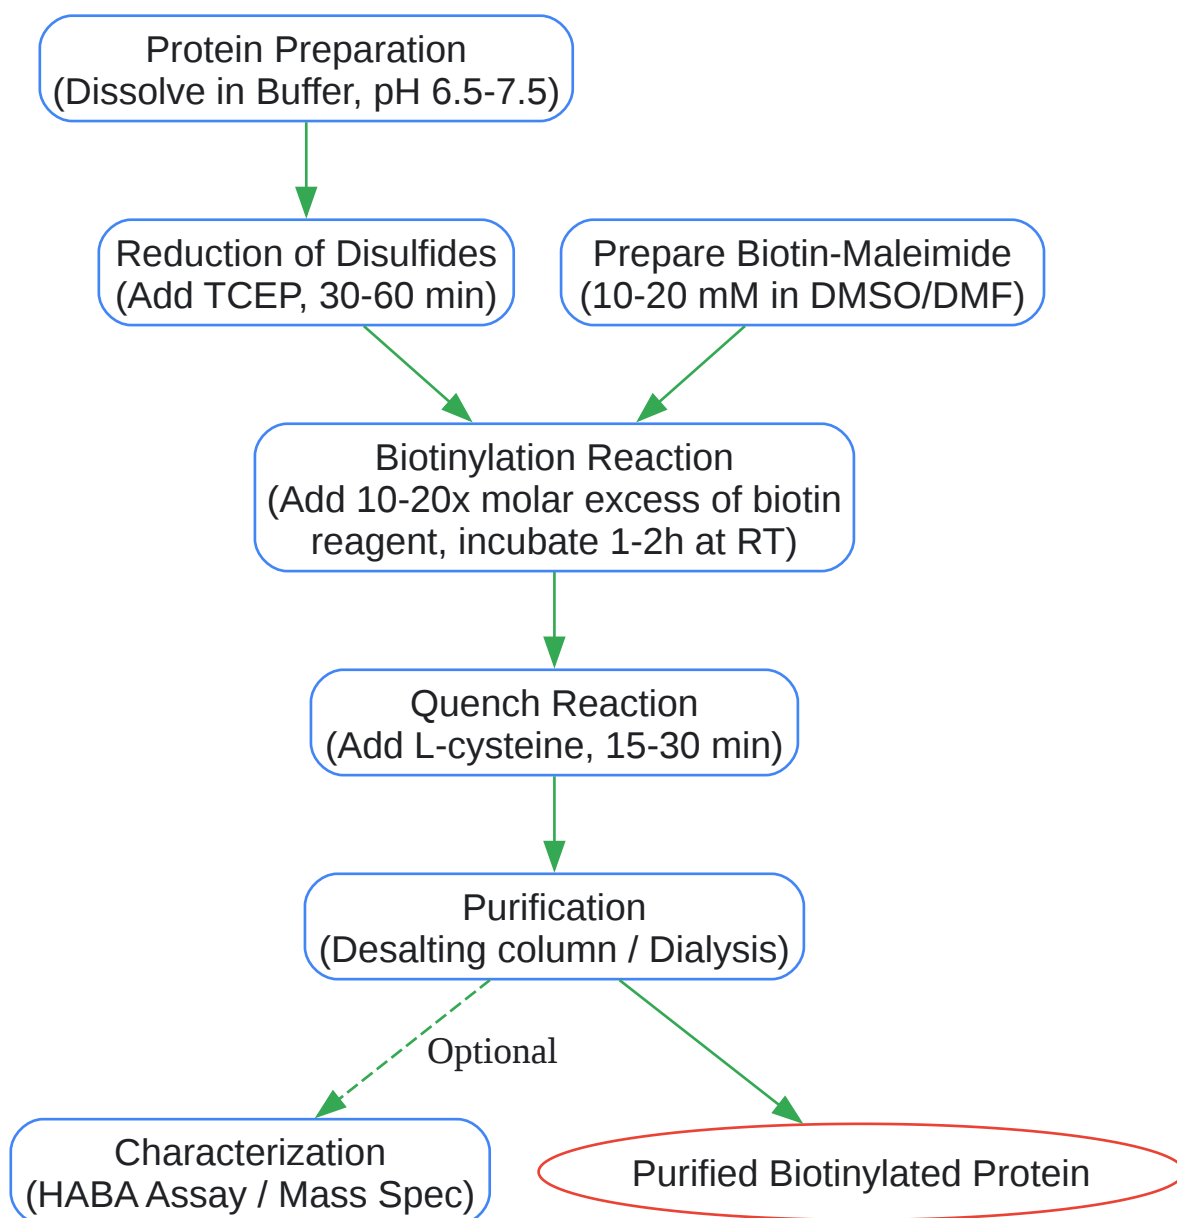 Protein Preparation
(Dissolve in Buffer, pH 6.5-7.5)
Reduction of Disulfides
(Add TCEP, 30-60 min)
Prepare Biotin-Maleimide
(10-20 mM in DMSO/DMF)
Biotinylation Reaction
(Add 10-20x molar excess of biotin
reagent, incubate 1-2h at RT)
Quench Reaction
(Add L-cysteine, 15-30 min)
Purification
(Desalting column / Dialysis)
Optional
Characterization
(HABA Assay / Mass Spec)
Purified Biotinylated Protein